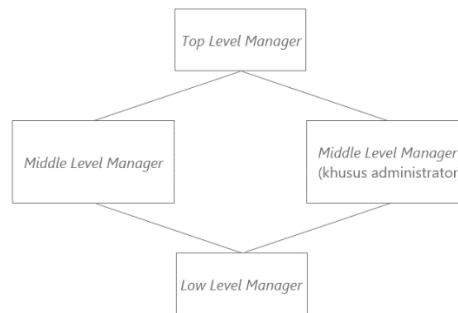 Top Level Manager
Middle Level Manager
Middle Level Manager
(khusus administrator
Low Level Manager